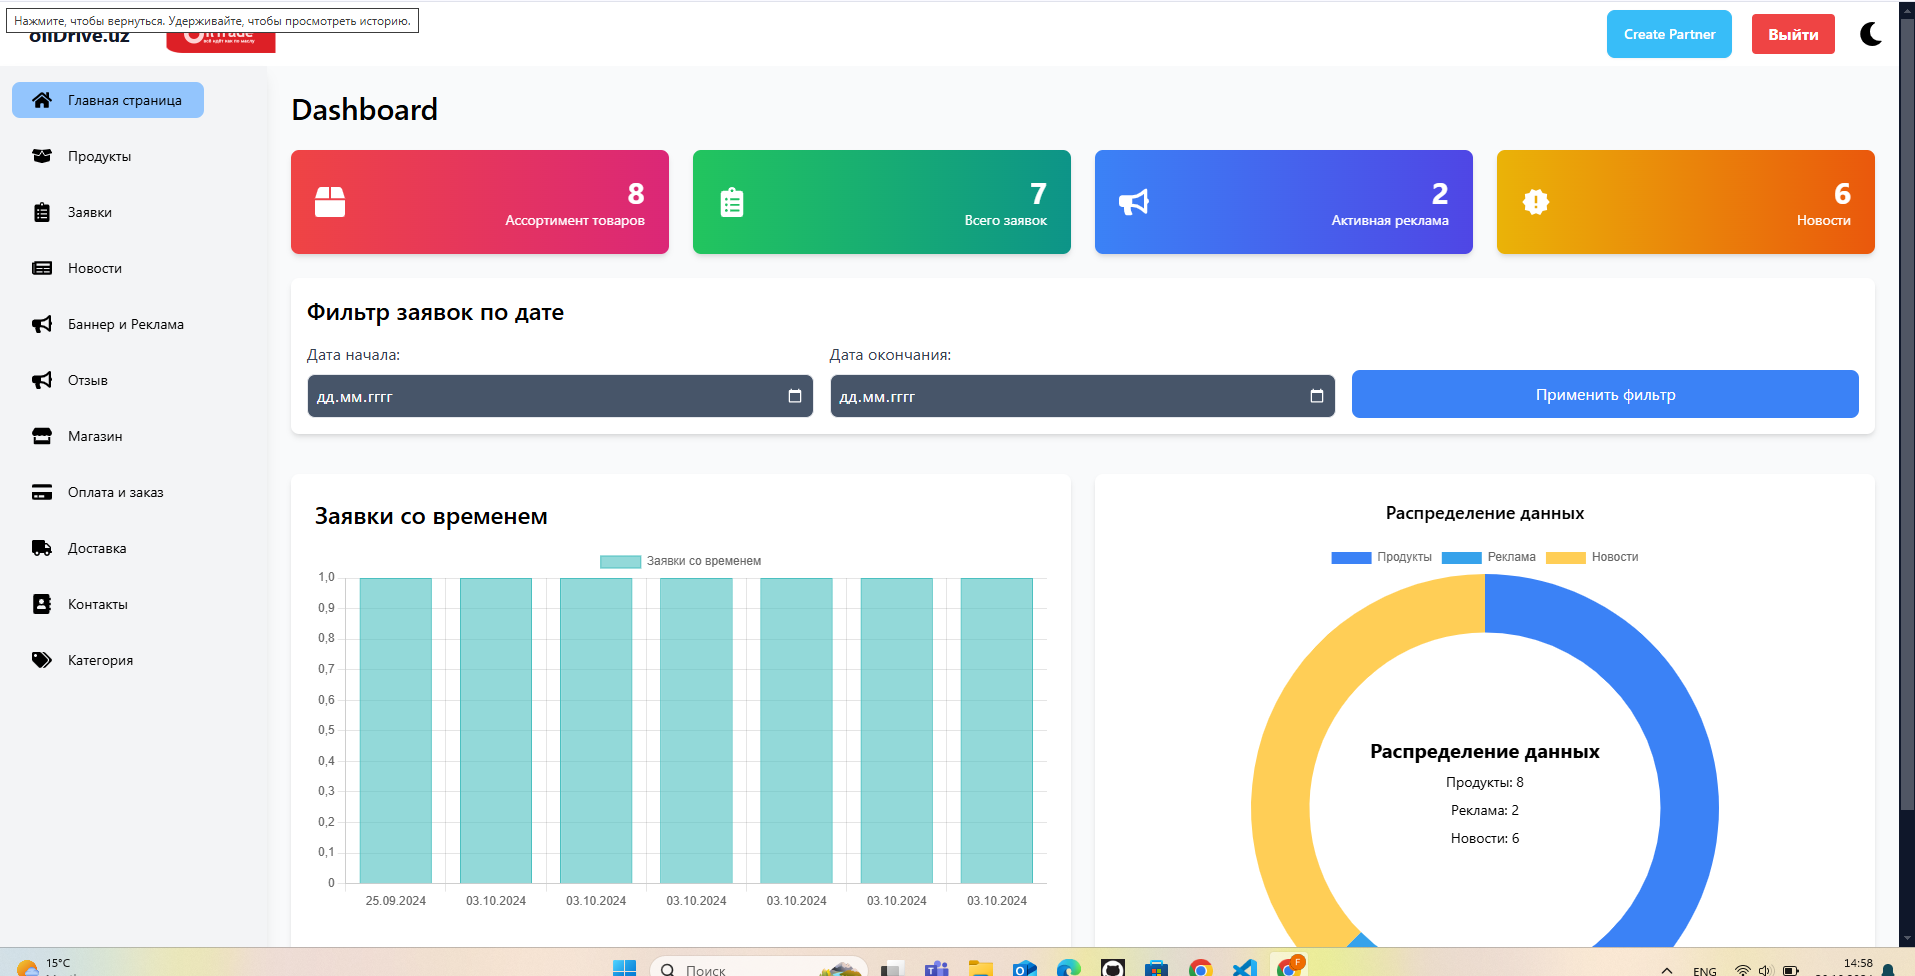 Нажмите, чтобы вернуться. Удерживайте, чтобы просмотреть историю.
oilDrive.uz
Create Partner
Выйти
Главная страница
Продукты
Заявки
Новости
Баннер и Реклама
Отзыв
Магазин
Оплата и заказ
Доставка
Контакты
Категория
Dashboard
8
Ассортимент товаров
7
Всего заявок
2
Активная реклама
6
Новости
Фильтр заявок по дате
Дата начала:
Дата окончания:
дд.мм.гггг
дд.мм.гггг
Применить фильтр
Заявки со временем
Заявки со временем
1,0
0,9
0,8
0,7
0,6
0,5
0,4
0,3
0,2
0,1
0
25.09.2024 03.10.2024 03.10.2024 03.10.2024 03.10.2024 03.10.2024 03.10.2024
Распределение данных
Продукты Реклама Новости
Распределение данных
Продукты: 8
Реклама: 2
Новости: 6
15°C
Поиск
F
ENG
14:58